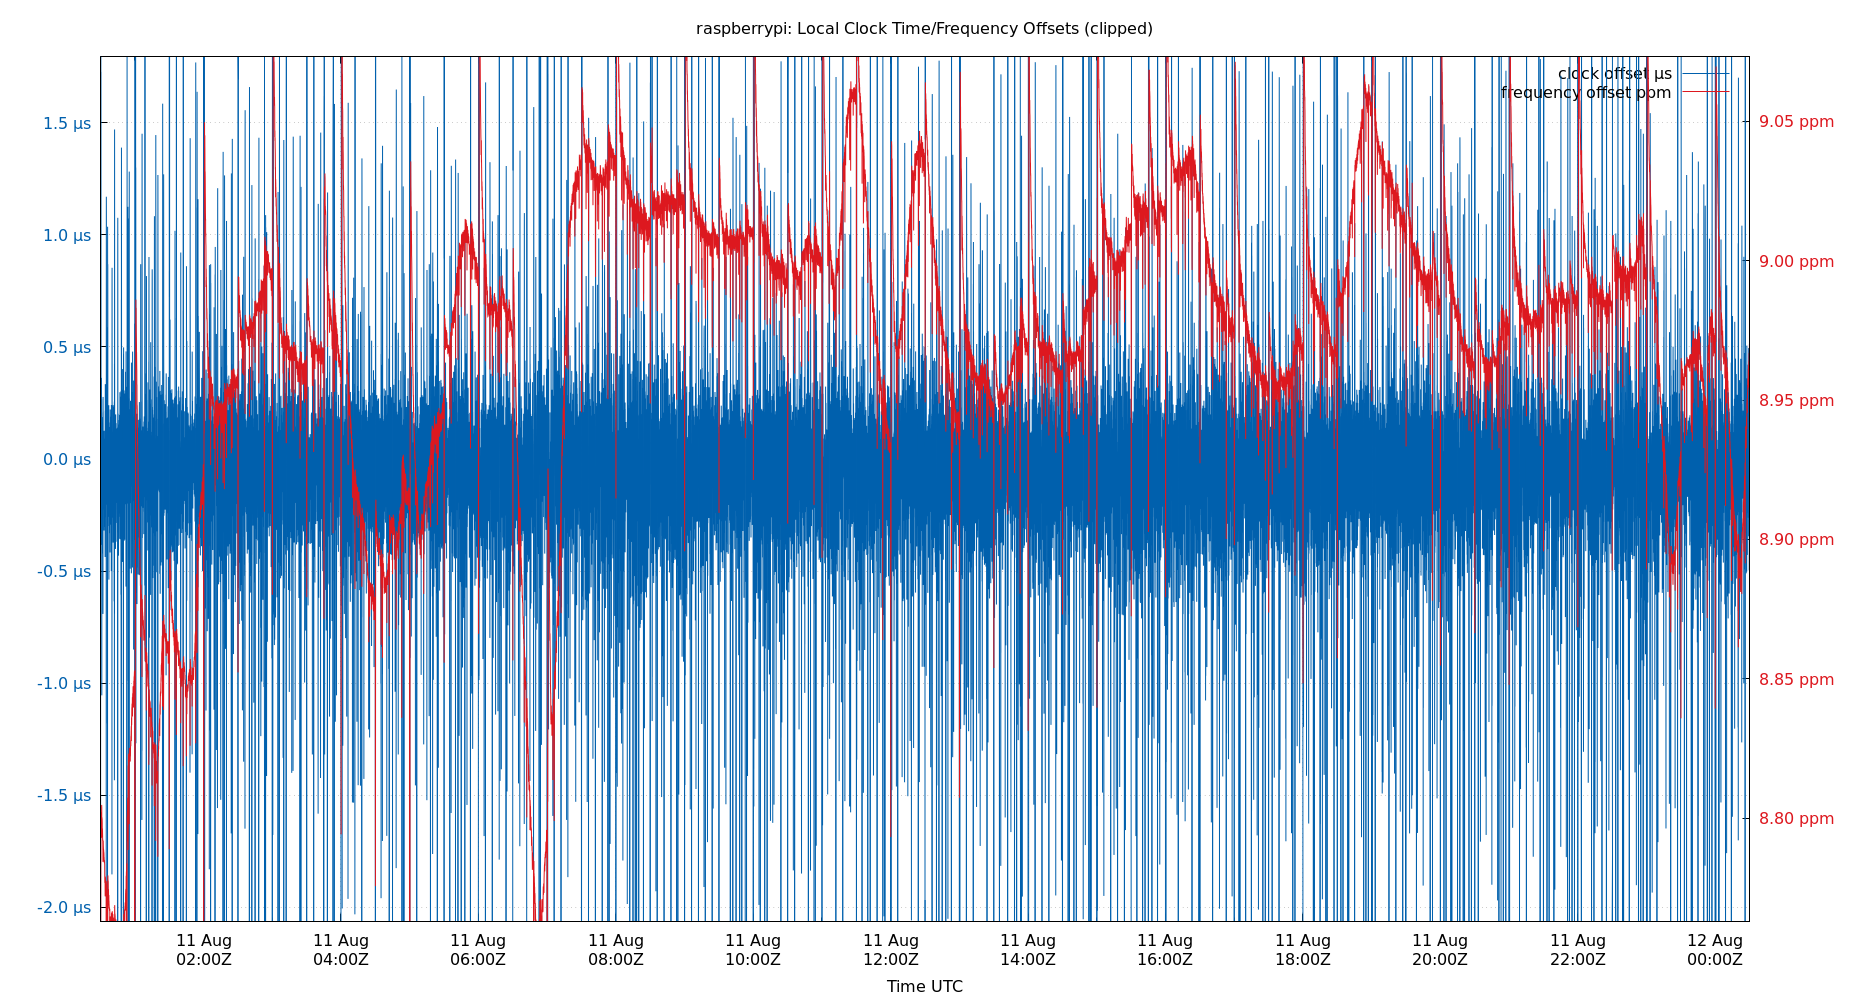 raspberrypi: Local Clock Time/Frequency Offsets (clipped)
clock offset µs
frequency offset ppm
1.5 µs
1.0 µs
0.5 µs
0.0 µs
-0.5 µs
-1.0 µs
-1.5 µs
-2.0 µs
9.05 ppm
9.00 ppm
8.95 ppm
8.90 ppm
8.85 ppm
8.80 ppm
11 Aug 11 Aug 11 Aug 11 Aug 11 Aug 11 Aug 11 Aug 11 Aug 11 Aug 11 Aug 11 Aug 12 Aug
02:00Z 04:00Z 06:00Z 08:00Z 10:00Z 12:00Z 14:00Z 16:00Z 18:00Z 20:00Z 22:00Z 00:00Z
Time UTC